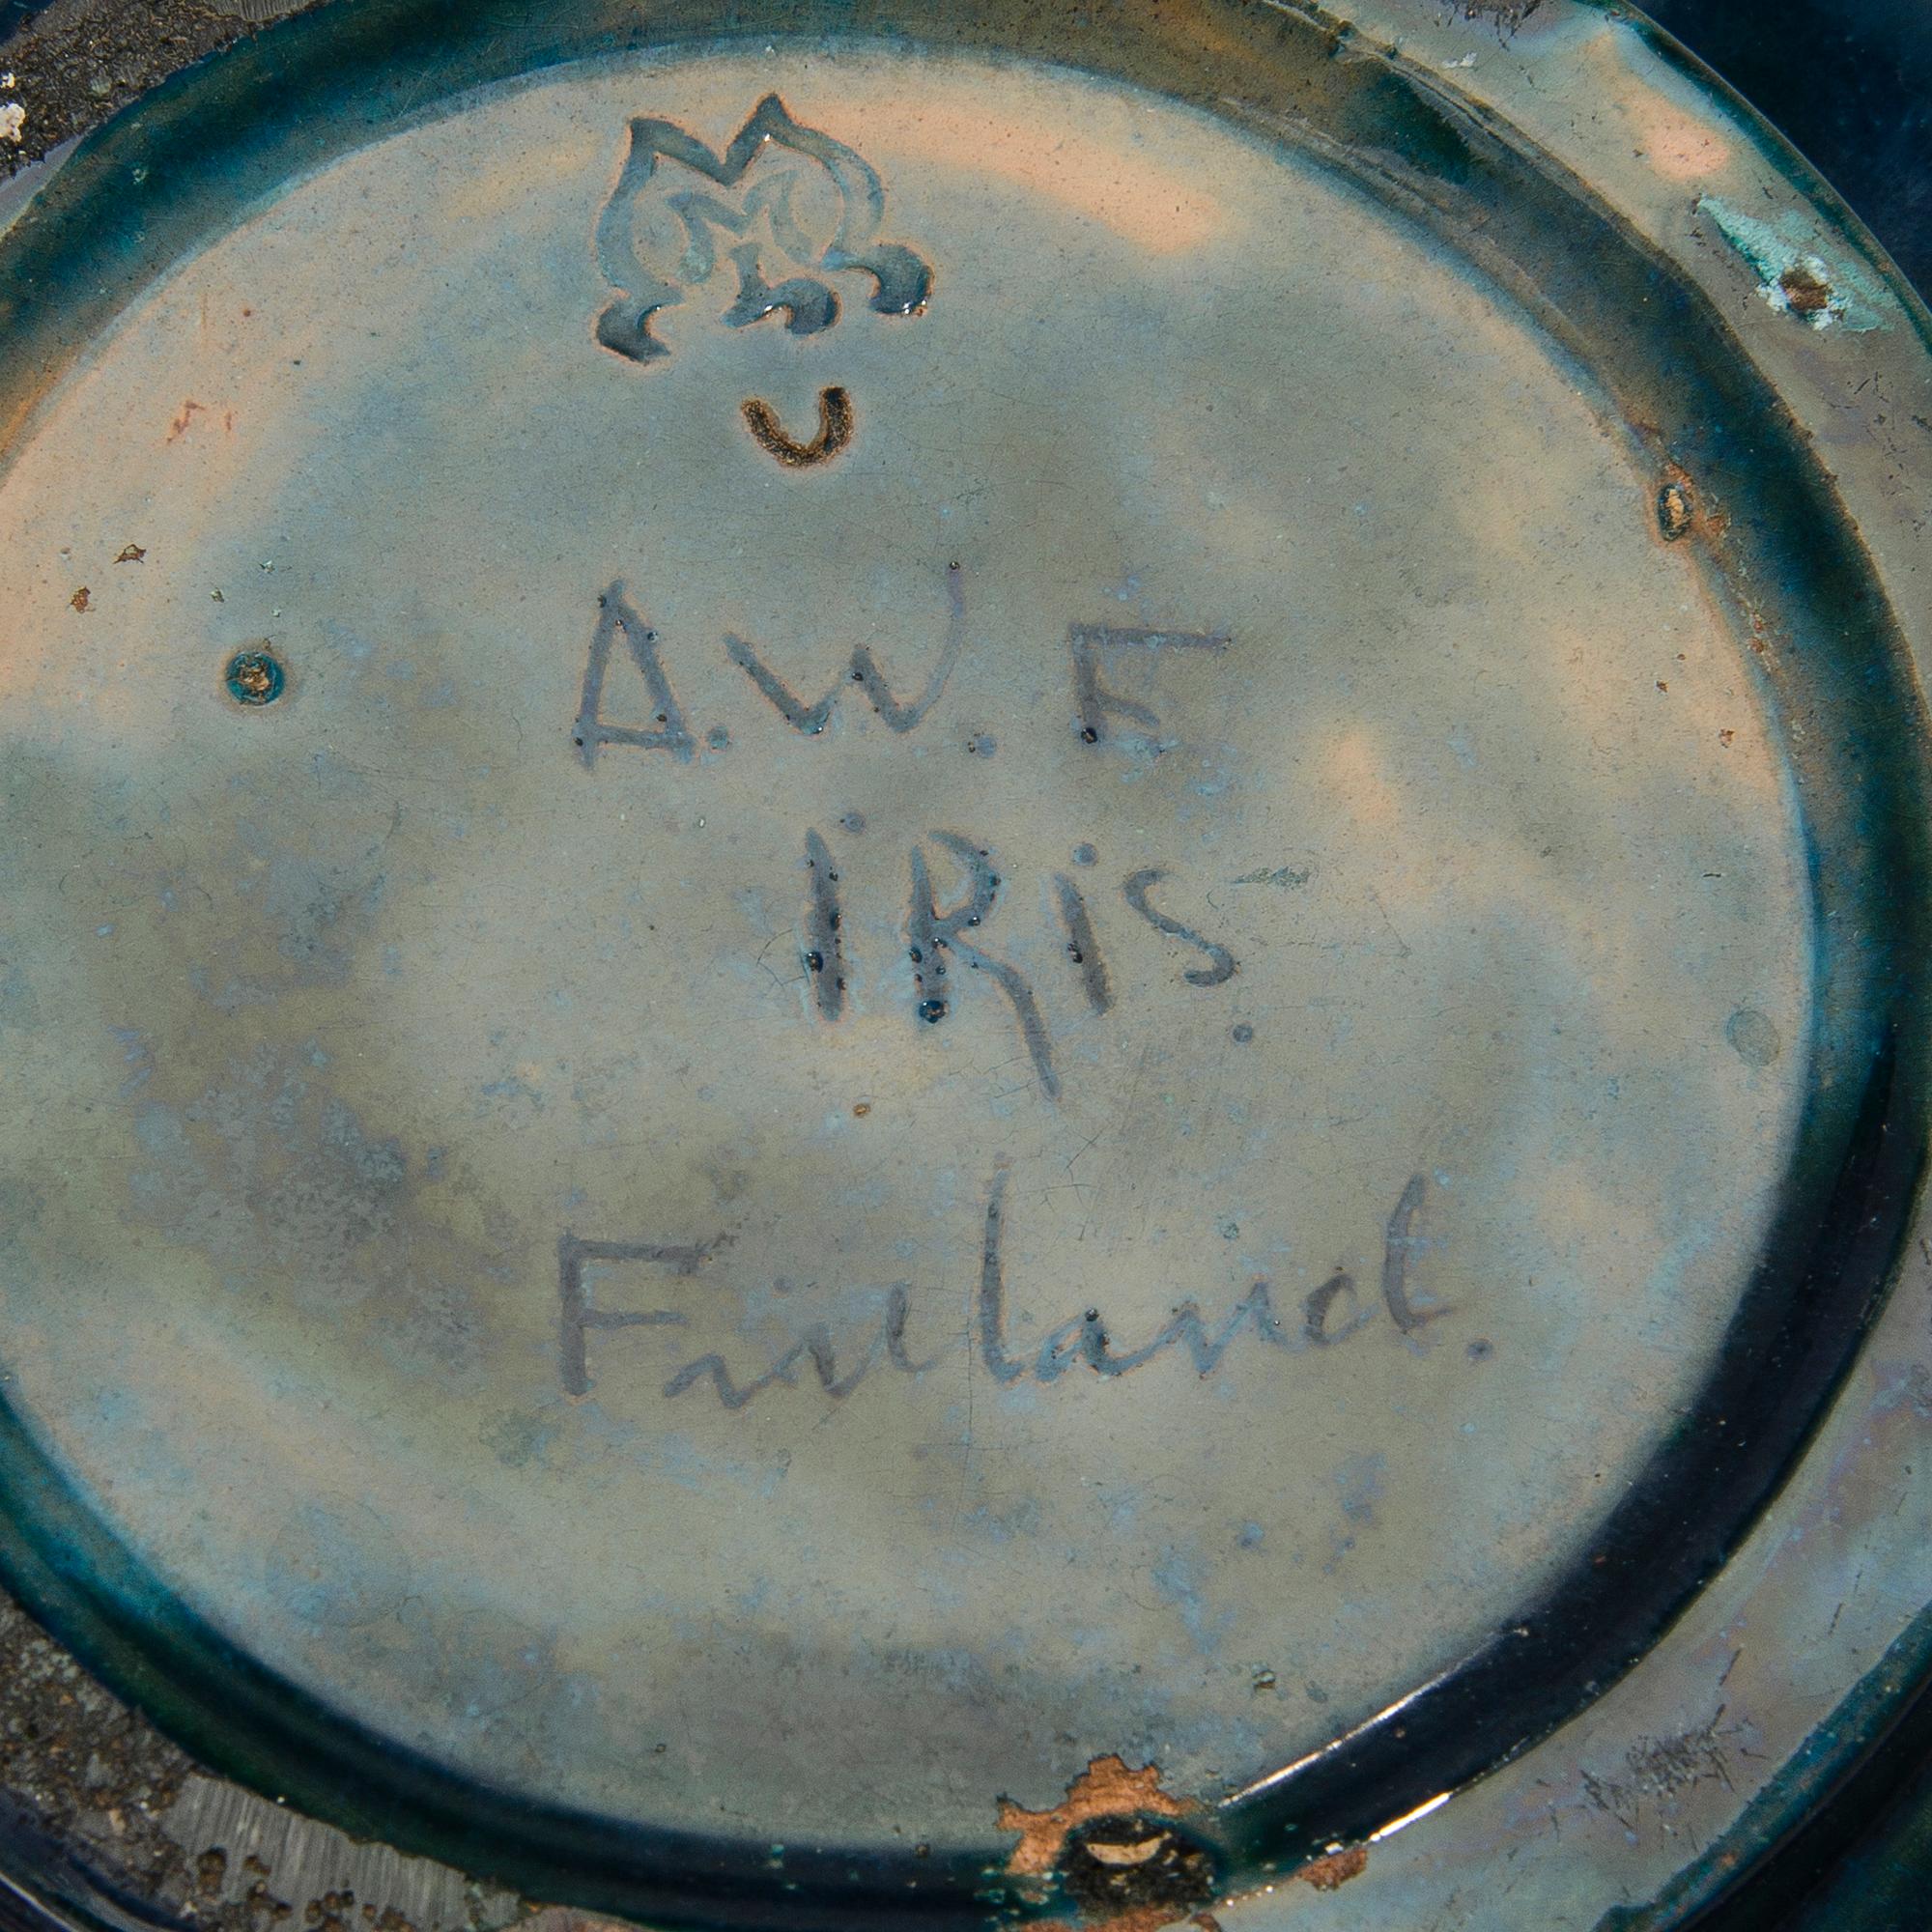 U
A.W.F
IRiS.
Finland.